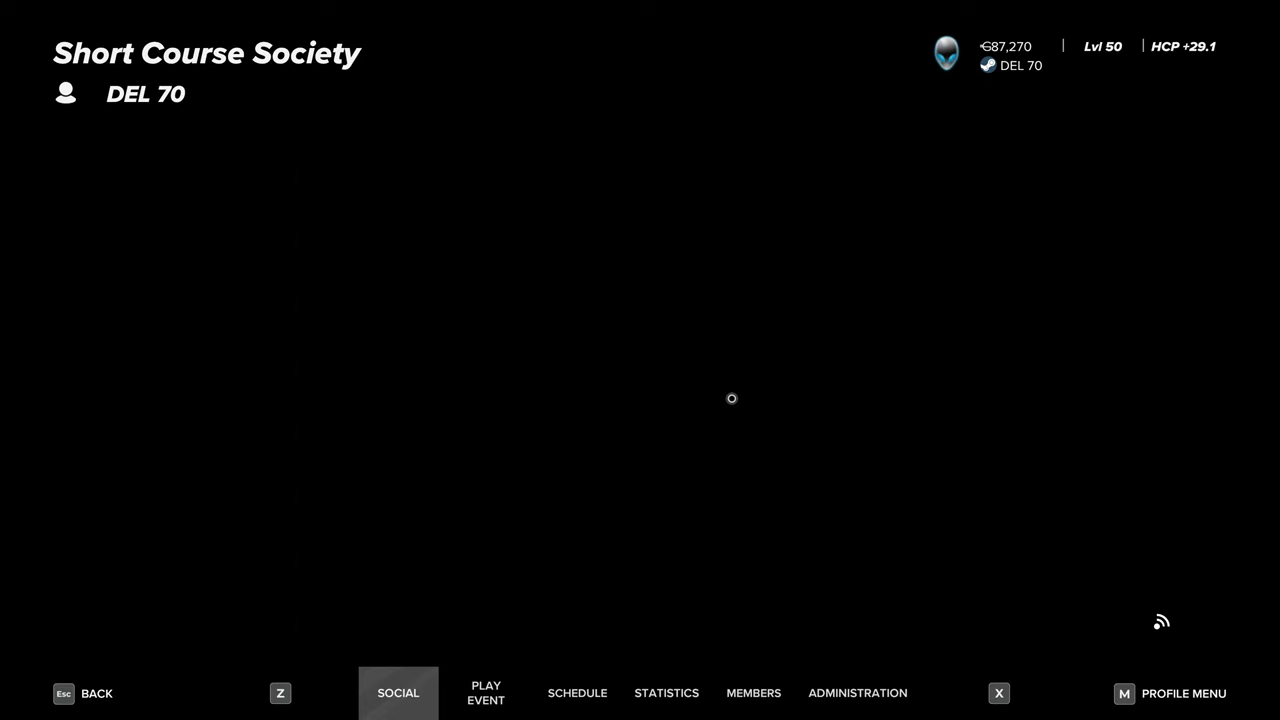 Short Course Society
DEL 70
G87,270
Lvl 50
HCP +29.1
DEL 70
Esc BACK
Z
SOCIAL
PLAY
EVENT
SCHEDULE
STATISTICS
MEMBERS
ADMINISTRATION
X
M PROFILE MENU